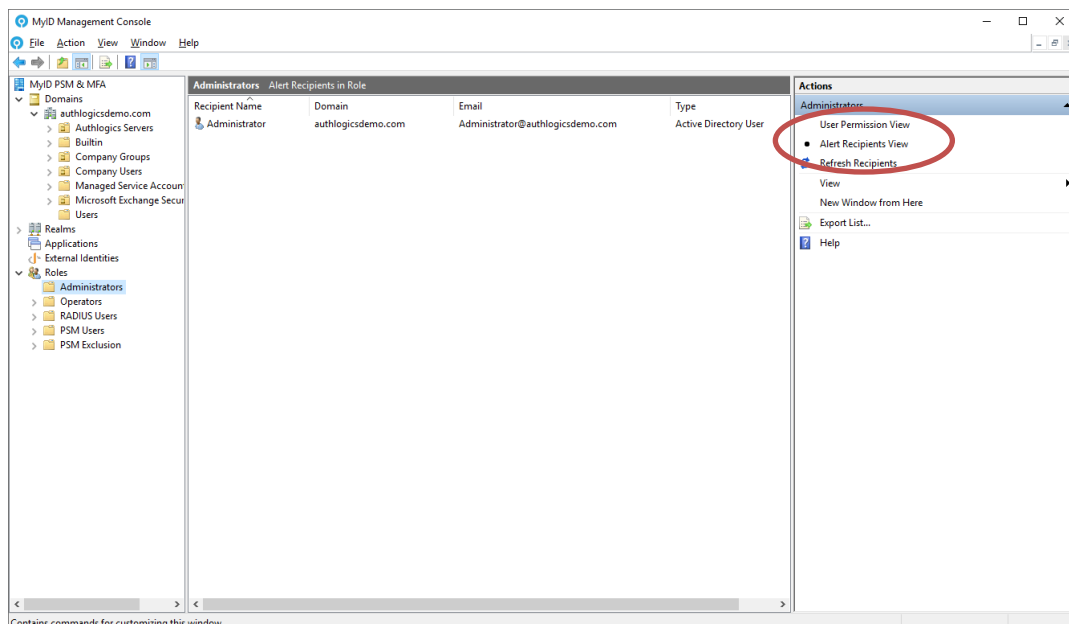 MyID Management Console
File Action View Window Help
MyID PSM & MFA
Domains
authlogicsdemo.com
Authlogics Servers
Builtin
Company Groups
Company Users
Managed Service Accoun
Microsoft Exchange Secur
Users
Realms
Applications
External Identities
Roles
Administrators
Operators
RADIUS Users
PSM Users
PSM Exclusion
Administrators Alert Recipients in Role
Recipient Name Domain Email Type
Administrator authlogicsdemo.com Administrator@authlogicsdemo.com Active Directory User
Actions
Administrators
User Permission View
Alert Recipients View
Refresh Recipients
View
New Window from Here
Export List...
Help
Contains commands for customizing this window.